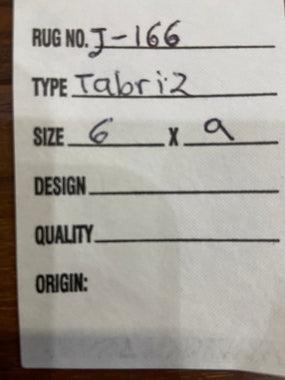 RUG NO. J-166
TYPE Tabriz
SIZE 6 X 9
DESIGN
QUALITY
ORIGIN: